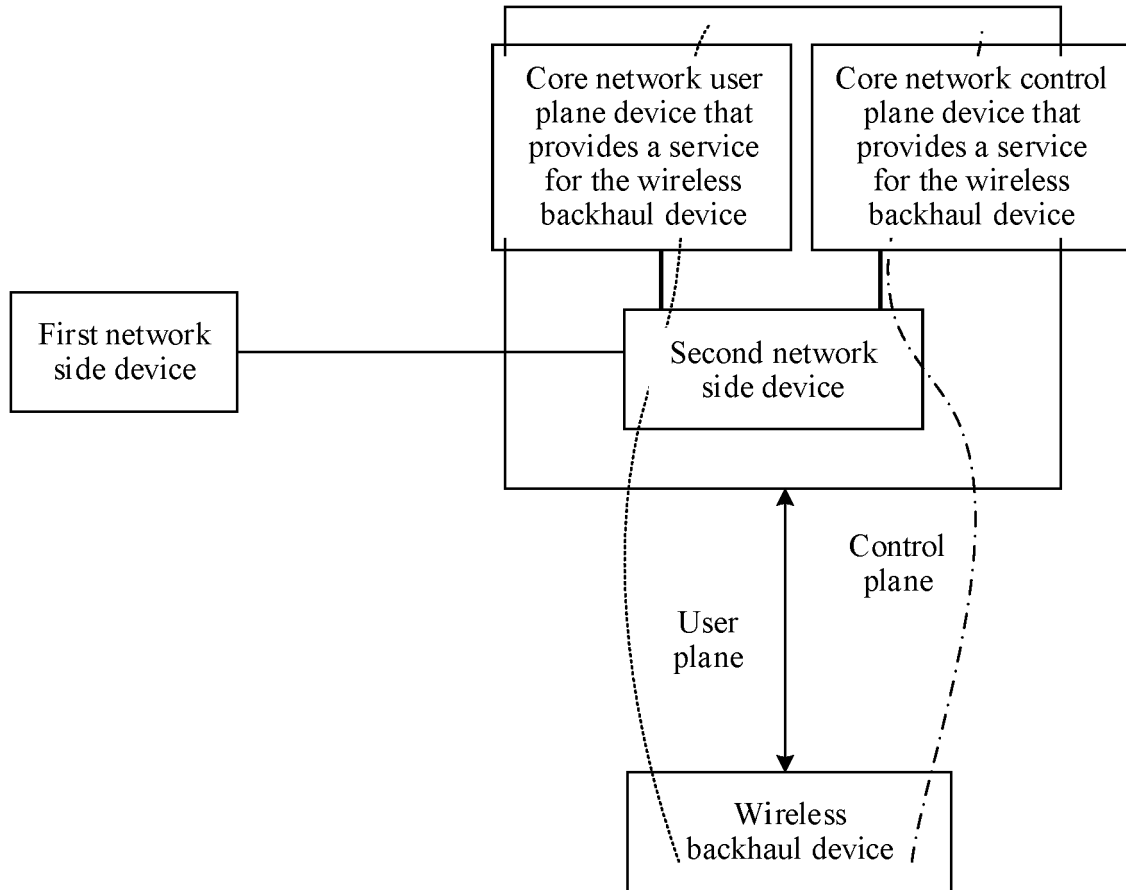 Core network user
plane device that
provides a service
for the wireless
backhaul device
Core network control
plane device that
provides a service
for the wireless
backhaul device
First network
side device
Second network
side device
Control
plane
User
plane
Wireless
backhaul device